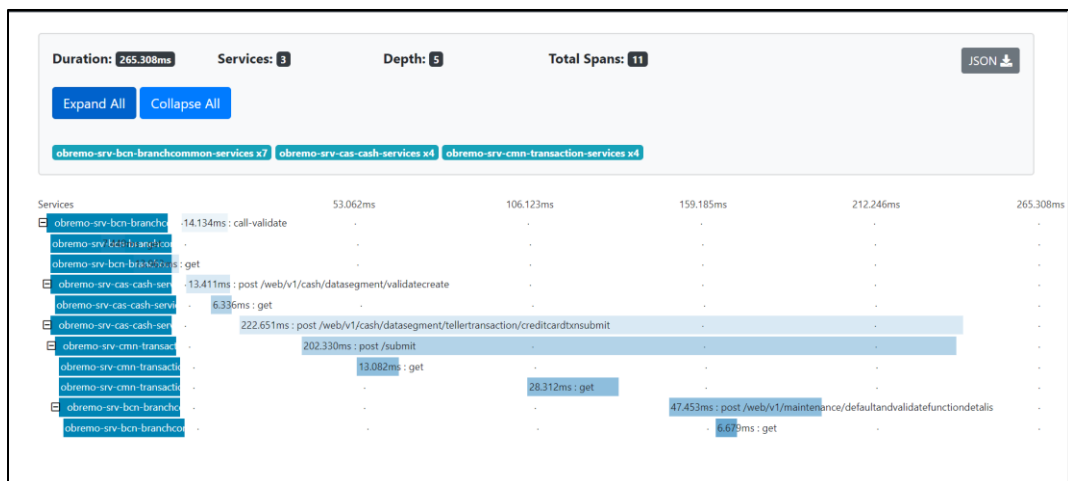 Duration: 265.308ms Services: 3 Depth: 5 Total Spans: 11 JSON
Expand All Collapse All
obremo-srv-bcn-branchcommon-services x7 obremo-srv-cas-cash-services x4 obremo-srv-cmn-transaction-services x4
Services 53.062ms 106.123ms 159.185ms 212.246ms 265.308ms
obremo-srv-bcn-branchco 14.134ms : call-validate
obremo-srv-bcn-branchcor
obremo-srv-bcn-branchcor : get
obremo-srv-cas-cash-serv 13.411ms : post /web/v1/cash/datasegment/validatecreate
obremo-srv-cas-cash-servi 6.336ms : get
obremo-srv-cas-cash-serv 222.651ms : post /web/v1/cash/datasegment/tellertransaction/creditcardtxnsubmit
obremo-srv-cmn-transact 202.330ms : post /submit
obremo-srv-cmn-transactic 13.082ms : get
obremo-srv-cmn-transactic 28.312ms : get
obremo-srv-bcn-branchco 47.453ms : post /web/v1/maintenance/defaultandvalidatefunctiondetalis
obremo-srv-bcn-branchcor 6.679ms : get